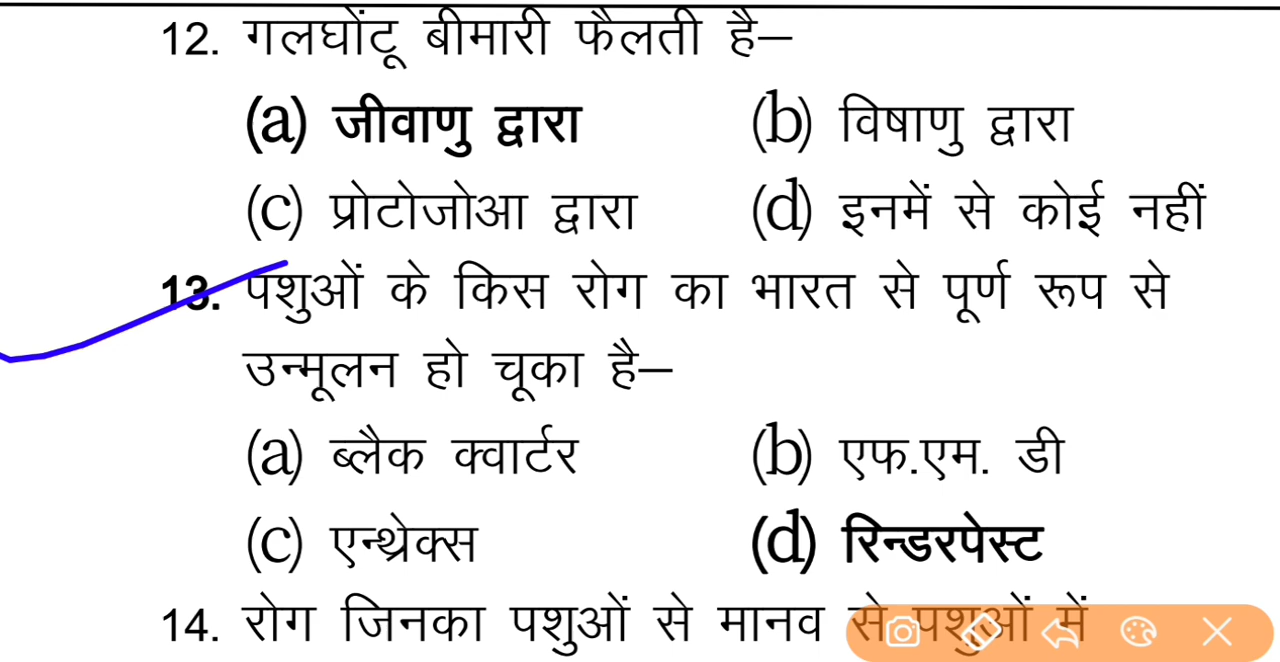 12. गलघोंटू बीमारी फैलती है–
(a) जीवाणु द्वारा (b) विषाणु द्वारा
(c) प्रोटोजोआ द्वारा (d) इनमें से कोई नहीं
13. पशुओं के किस रोग का भारत से पूर्ण रूप से
उन्मूलन हो चूका है–
(a) ब्लैक क्वार्टर (b) एफ.एम. डी
(c) एन्थ्रेक्स (d) रिन्डरपेस्ट
14. रोग जिनका पशुओं से मानव से पशुओं में